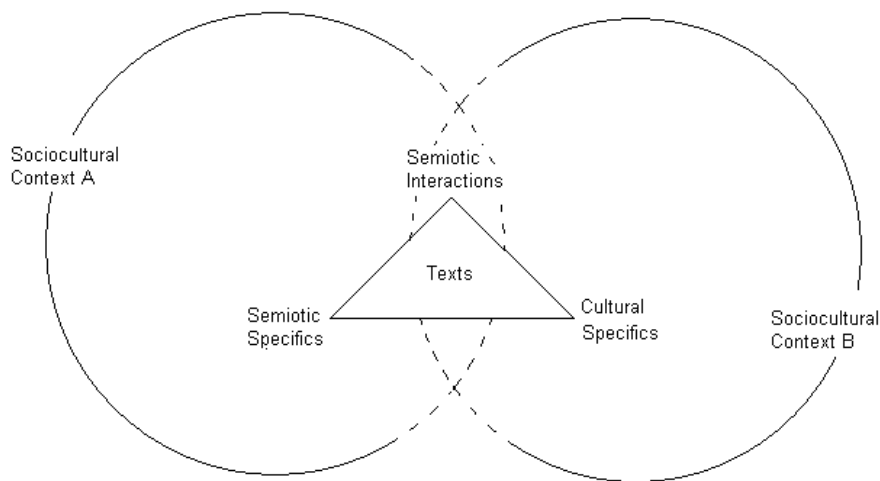 Sociocultural
Context A
Semiotic
Interactions
Texts
Semiotic
Specifics
Cultural
Specifics
Sociocultural
Context B